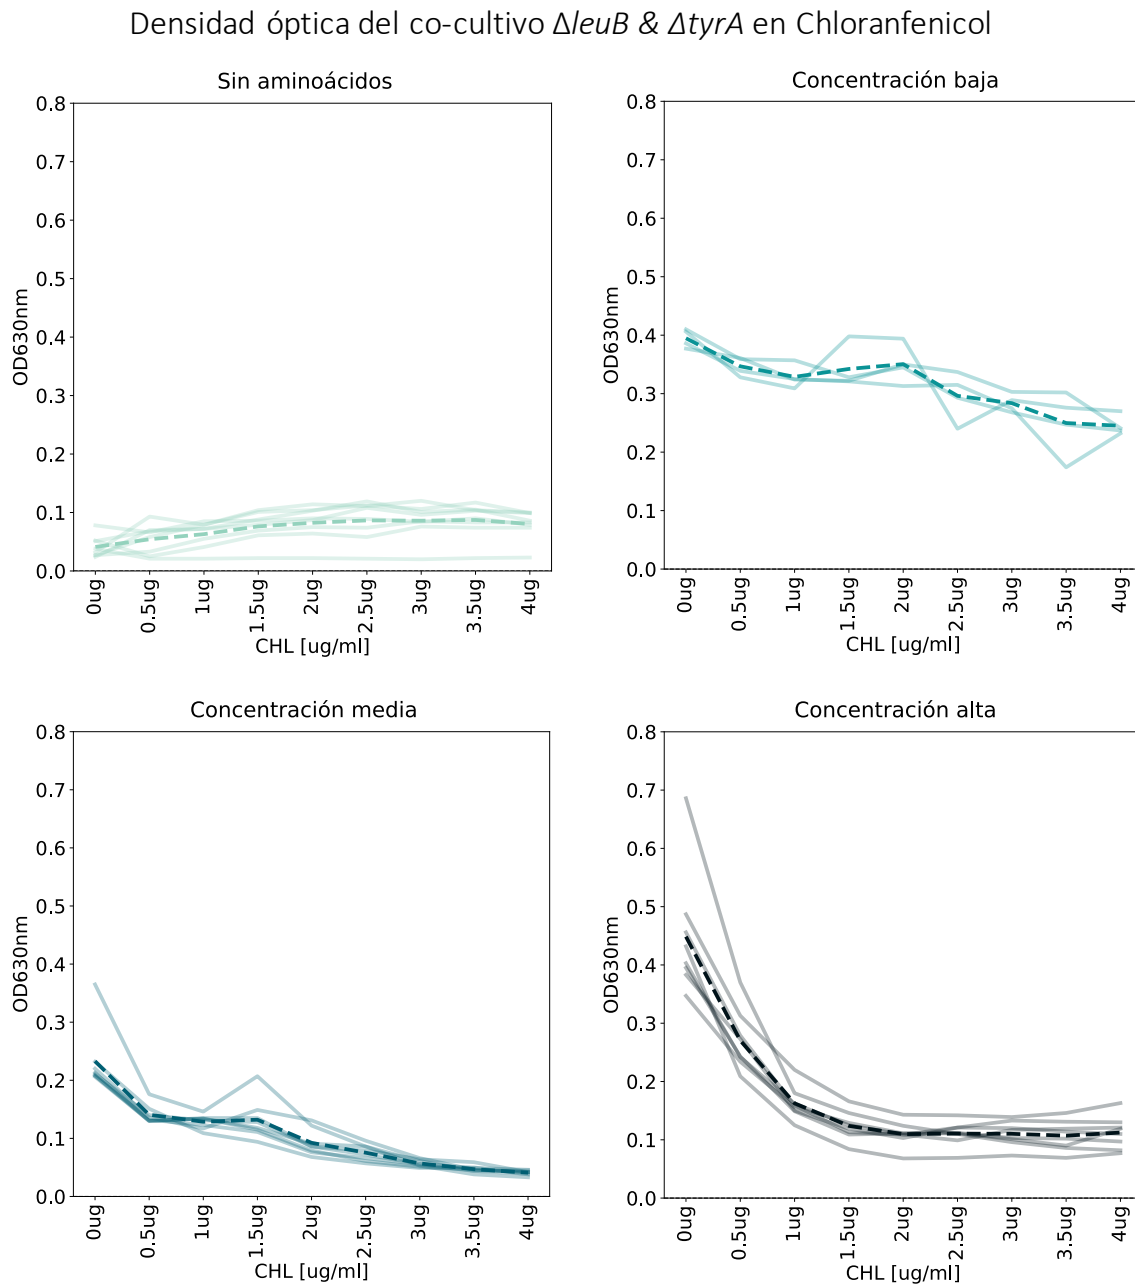 Densidad óptica del co-cultivo ΔleuB & ΔtyrA en Chloranfenicol
Sin aminoácidos
0.8
0.7
0.6
0.5
0.4
0.3
0.2
0.1
0.0
OD630nm
0ug
0.5ug
1ug
1.5ug
2ug
2.5ug
3ug
3.5ug
4ug
CHL [ug/ml]
Concentración baja
0.8
0.7
0.6
0.5
0.4
0.3
0.2
0.1
0.0
OD630nm
0ug
0.5ug
1ug
1.5ug
2ug
2.5ug
3ug
3.5ug
4ug
CHL [ug/ml]
Concentración media
0.8
0.7
0.6
0.5
0.4
0.3
0.2
0.1
0.0
OD630nm
0ug
0.5ug
1ug
1.5ug
2ug
2.5ug
3ug
3.5ug
4ug
CHL [ug/ml]
Concentración alta
0.8
0.7
0.6
0.5
0.4
0.3
0.2
0.1
0.0
OD630nm
0ug
0.5ug
1ug
1.5ug
2ug
2.5ug
3ug
3.5ug
4ug
CHL [ug/ml]